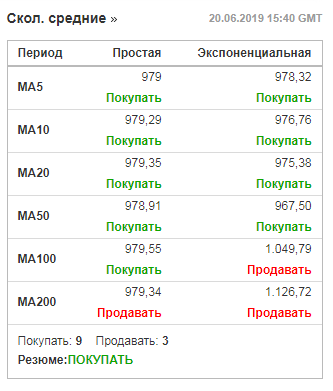 Скол. средние » 20.06.2019 15:40 GMT
Период Простая Экспоненциальная
MA5 979 978,32
Покупать Покупать
MA10 979,29 976,76
Покупать Покупать
MA20 979,35 975,38
Покупать Покупать
MA50 978,91 967,50
Покупать Покупать
MA100 979,55 1.049,79
Покупать Продавать
MA200 979,34 1.126,72
Продавать Продавать
Покупать: 9 Продавать: 3
Резюме:ПОКУПАТЬ